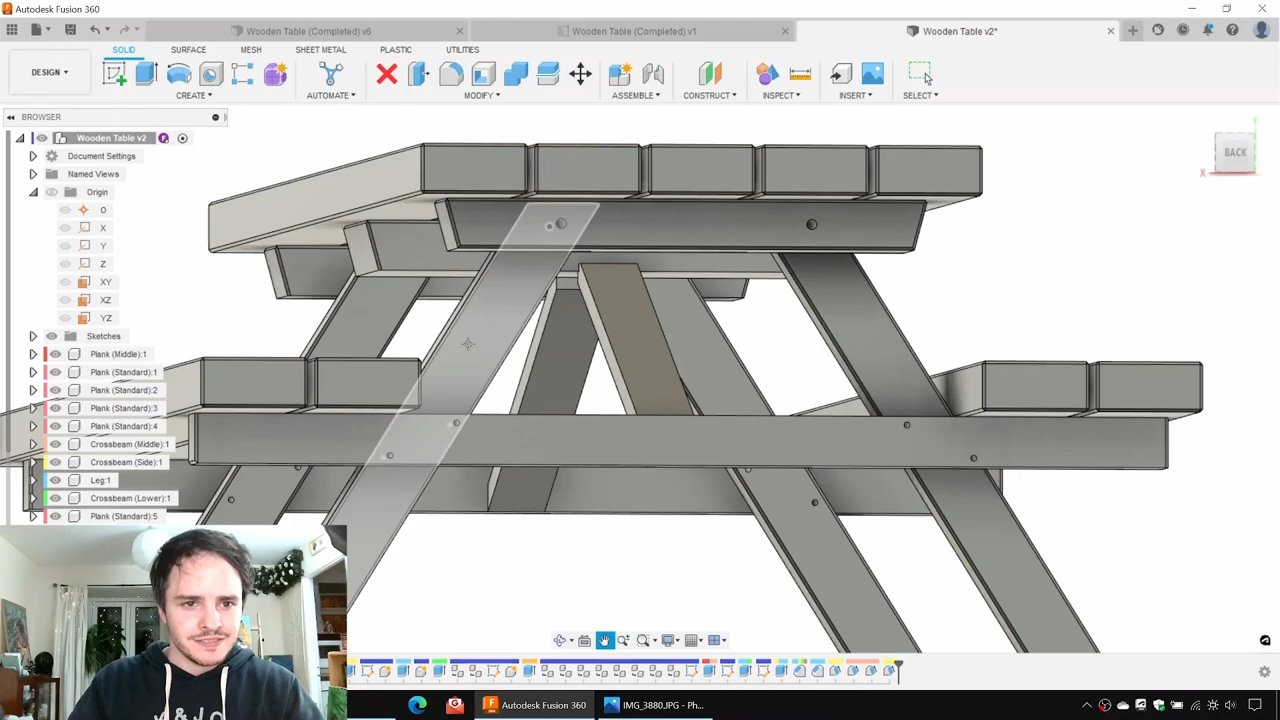 Autodesk Fusion 360
Wooden Table (Completed) v6
Wooden Table (Completed) v1
Wooden Table v2*
DESIGN
SOLID
SURFACE
MESH
SHEET METAL
PLASTIC
UTILITIES
CREATE
AUTOMATE
MODIFY
ASSEMBLE
CONSTRUCT
INSPECT
INSERT
SELECT
BROWSER
Wooden Table v2
Document Settings
Named Views
Origin
O
X
Y
Z
XY
XZ
YZ
Sketches
Plank (Middle):1
Plank (Standard):1
Plank (Standard):2
Plank (Standard):3
Plank (Standard):4
Crossbeam (Middle):1
Crossbeam (Side):1
Leg:1
Crossbeam (Lower):1
Plank (Standard):5
BACK
Y
X
Autodesk Fusion 360
IMG_3880.JPG - Ph...